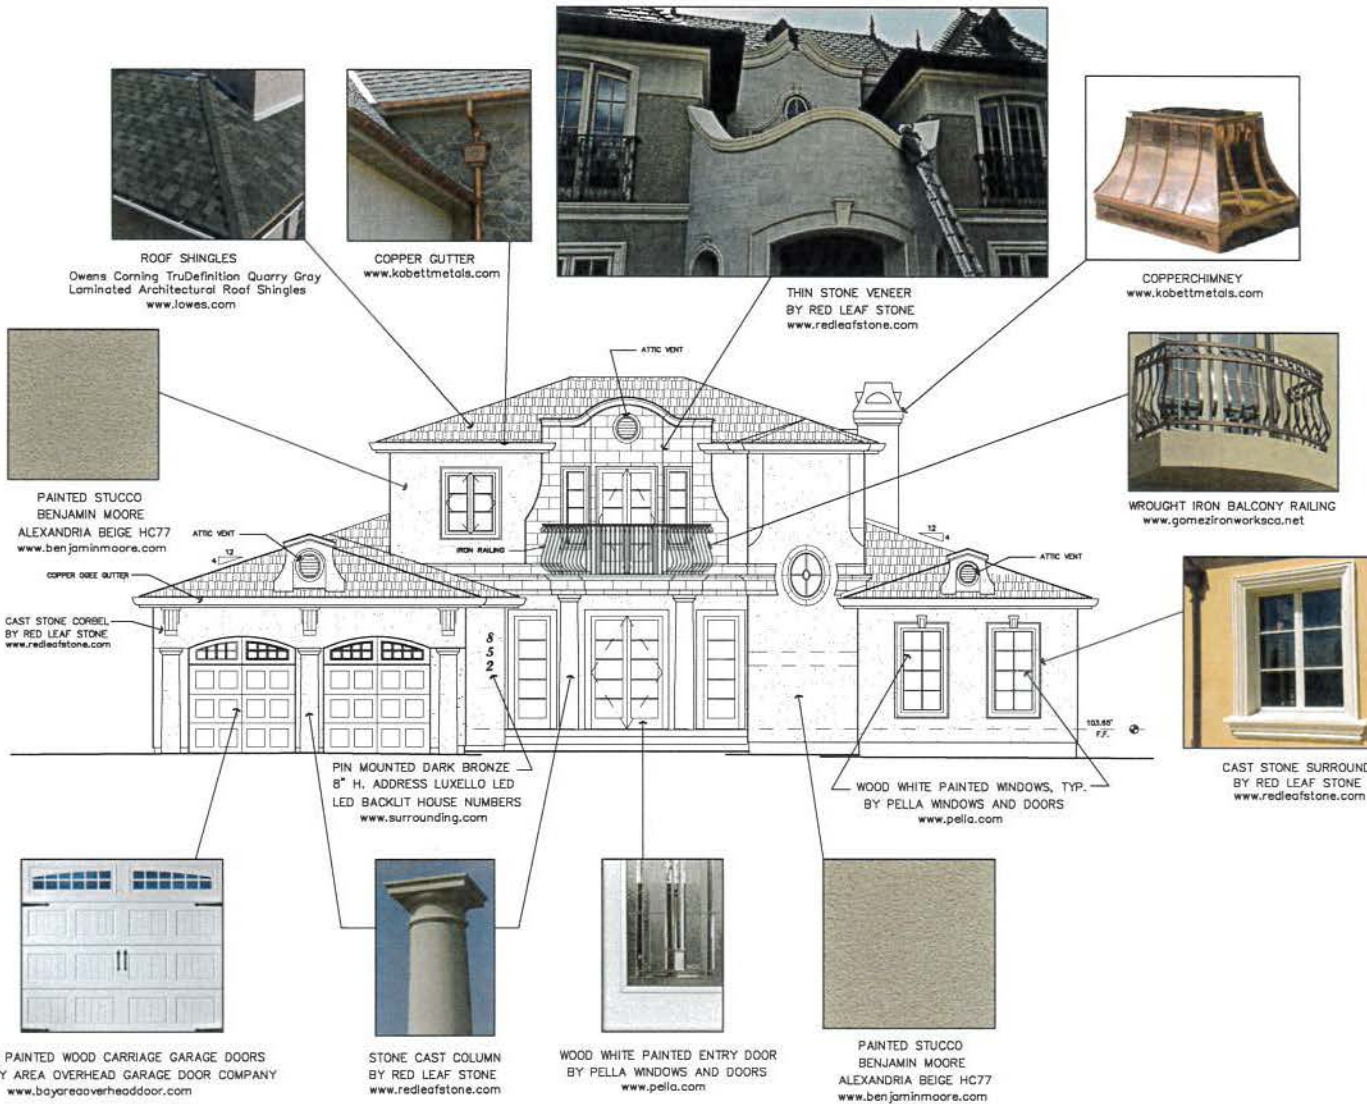 ROOF SHINGLES
Owens Corning TruDefinition Quarry Gray
Laminated Architectural Roof Shingles
www.lowes.com
COPPER GUTTER
www.kobettmetals.com
THIN STONE VENEER
BY RED LEAF STONE
www.redleafstone.com
COPPERCHIMNEY
www.kobettmetals.com
ATTIC VENT
PAINTED STUCCO
BENJAMIN MOORE
ALEXANDRIA BEIGE HC77
www.benjaminmoore.com
WROUGHT IRON BALCONY RAILING
www.gomezironworksca.net
ATTIC VENT
12
4
IRON RAILING
12
4
ATTIC VENT
COPPER OGEE GUTTER
CAST STONE CORBEL
BY RED LEAF STONE
www.redleafstone.com
8
5
2
103.65'
F.F.
PIN MOUNTED DARK BRONZE
8" H. ADDRESS LUXELLO LED
LED BACKLIT HOUSE NUMBERS
www.surrounding.com
WOOD WHITE PAINTED WINDOWS, TYP.
BY PELLA WINDOWS AND DOORS
www.pella.com
CAST STONE SURROUND
BY RED LEAF STONE
www.redleafstone.com
PAINTED WOOD CARRIAGE GARAGE DOORS
Y AREA OVERHEAD GARAGE DOOR COMPANY
www.bayareaoverheaddoor.com
STONE CAST COLUMN
BY RED LEAF STONE
www.redleafstone.com
WOOD WHITE PAINTED ENTRY DOOR
BY PELLA WINDOWS AND DOORS
www.pella.com
PAINTED STUCCO
BENJAMIN MOORE
ALEXANDRIA BEIGE HC77
www.benjaminmoore.com